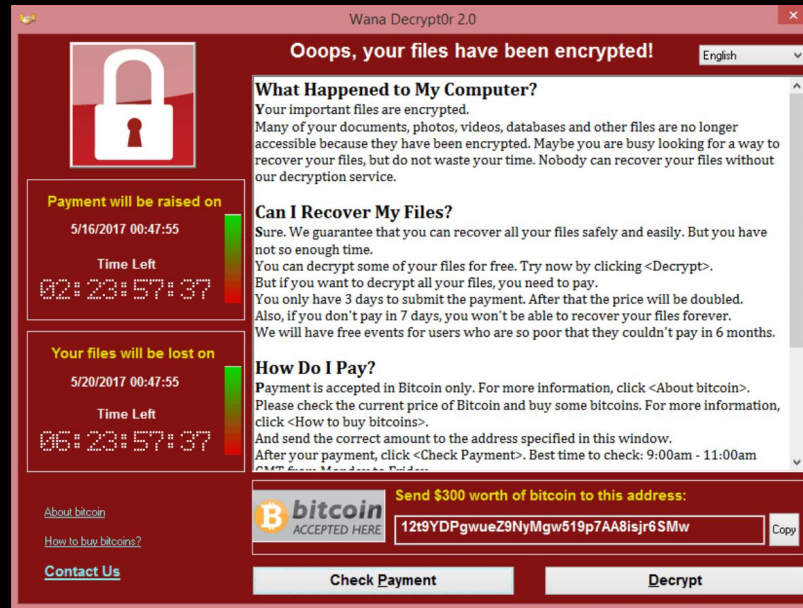 Wana Decrypt0r 2.0
Ooops, your files have been encrypted!
English
What Happened to My Computer?
Your important files are encrypted.
Many of your documents, photos, videos, databases and other files are no longer
accessible because they have been encrypted. Maybe you are busy looking for a way to
recover your files, but do not waste your time. Nobody can recover your files without
our decryption service.
Can I Recover My Files?
Sure. We guarantee that you can recover all your files safely and easily. But you have
not so enough time.
You can decrypt some of your files for free. Try now by clicking <Decrypt>.
But if you want to decrypt all your files, you need to pay.
You only have 3 days to submit the payment. After that the price will be doubled.
Also, if you don't pay in 7 days, you won't be able to recover your files forever.
We will have free events for users who are so poor that they couldn't pay in 6 months.
How Do I Pay?
Payment is accepted in Bitcoin only. For more information, click <About bitcoin>.
Please check the current price of Bitcoin and buy some bitcoins. For more information,
click <How to buy bitcoins>.
And send the correct amount to the address specified in this window.
After your payment, click <Check Payment>. Best time to check: 9:00am - 11:00am
GMT from Monday to Friday
Payment will be raised on
5/16/2017 00:47:55
Time Left
02:23:57:37
Your files will be lost on
5/20/2017 00:47:55
Time Left
06:23:57:37
About bitcoin
How to buy bitcoins?
Contact Us
bitcoin
ACCEPTED HERE
Send $300 worth of bitcoin to this address:
12t9YDPgwueZ9NyMgw519p7AA8isjr6SMw
Copy
Check Payment
Decrypt